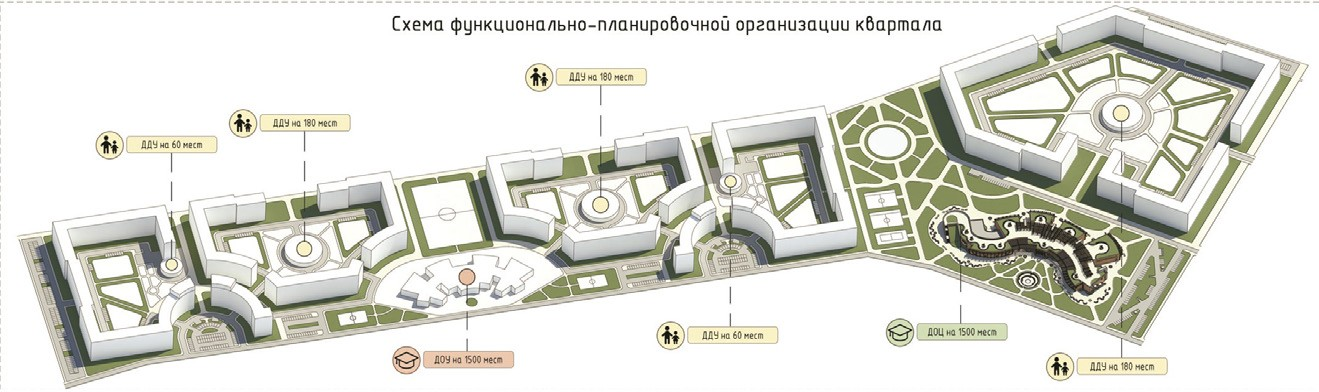 Схема функционально-планировочной организации квартала
ДДУ на 180 мест
ДДУ на 180 мест
ДДУ на 60 мест
ДДУ на 60 мест
ДОЦ на 1500 мест
ДОУ на 1500 мест
ДДУ на 180 мест